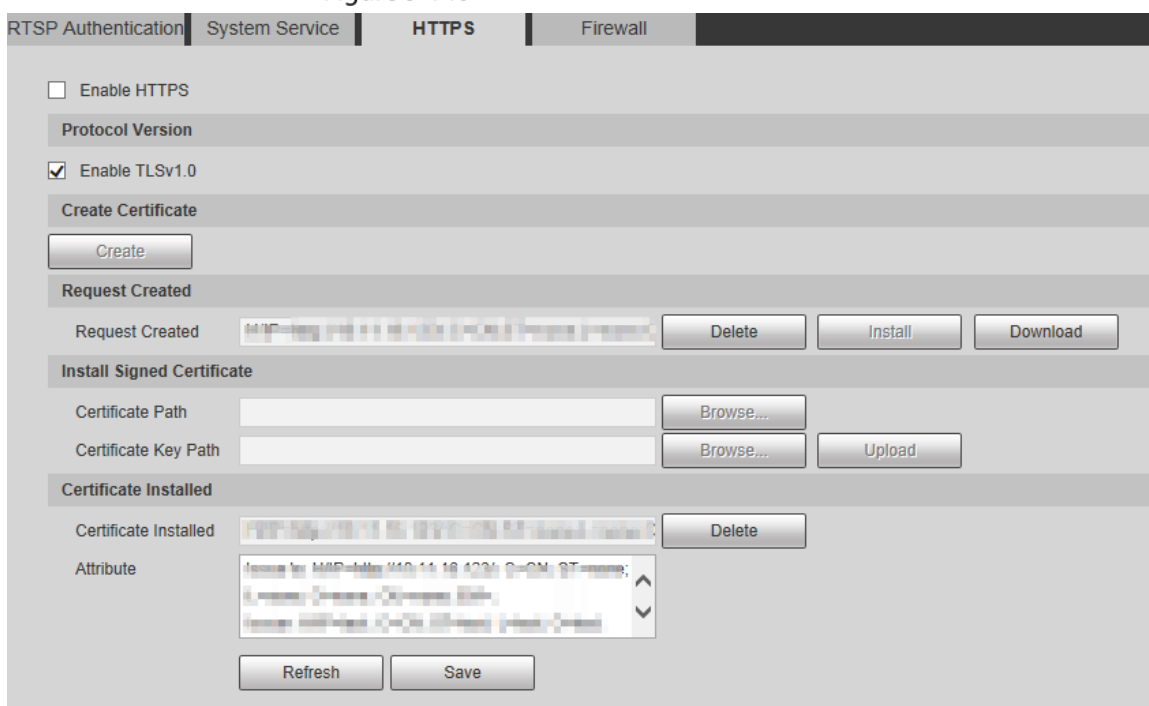 RTSP Authentication System Service HTTPS Firewall
Enable HTTPS
Protocol Version
Enable TLSv1.0
Create Certificate
Create
Request Created
Request Created Delete Install Download
Install Signed Certificate
Certificate Path Browse...
Certificate Key Path Browse... Upload
Certificate Installed
Certificate Installed Delete
Attribute
Refresh Save